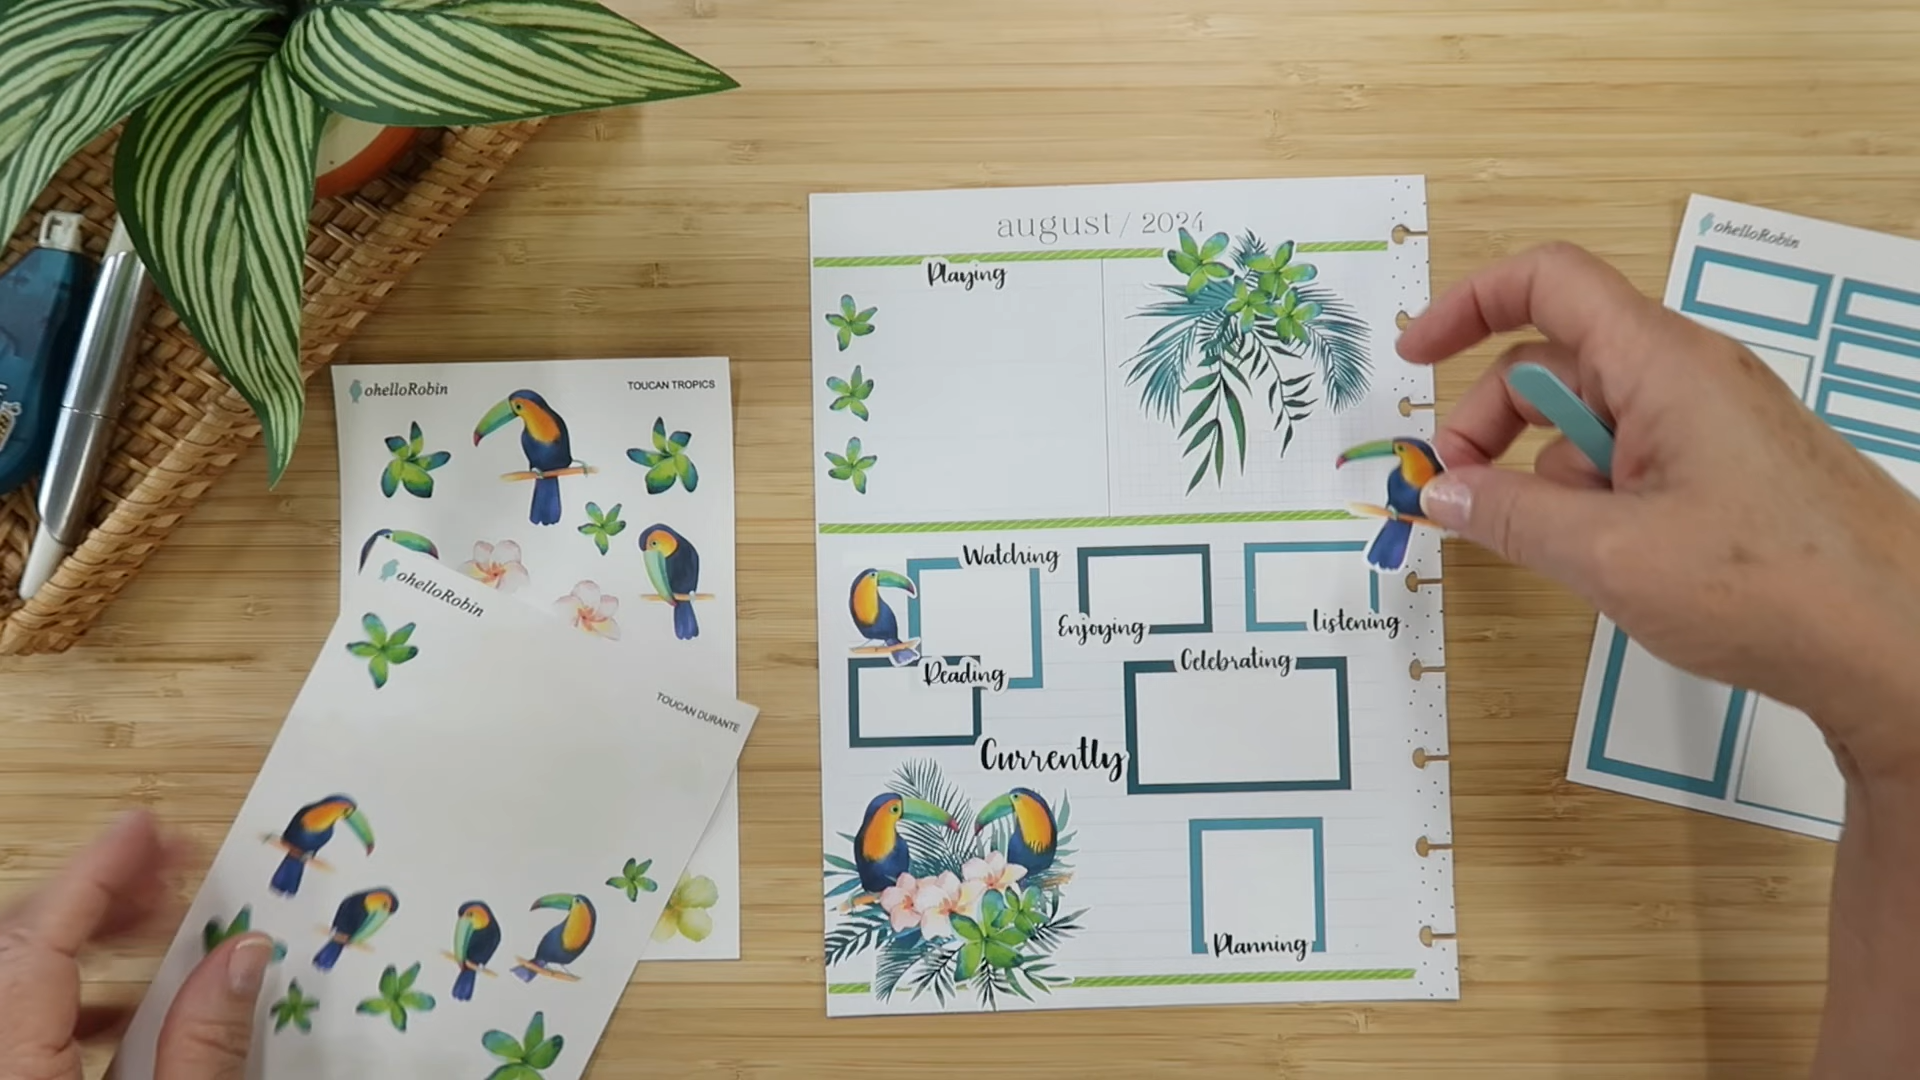 august / 2024
Playing
Watching
Enjoying
Listening
Reading
Celebrating
Currently
Planning
ohelloRobin
TOUCAN TROPICS
ohelloRobin
TOUCAN DURANTE
ohelloRobin